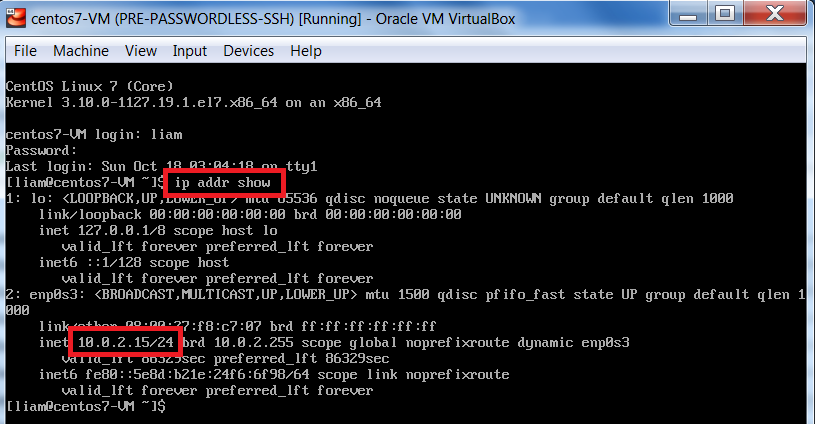 centos7-VM (PRE-PASSWORDLESS-SSH) [Running] - Oracle VM VirtualBox
File Machine View Input Devices Help
CentOS Linux 7 (Core)
Kernel 3.10.0-1127.19.1.el7.x86_64 on an x86_64
centos7-VM login: liam
Password:
Last login: Sun Oct 18 03:04:18 on tty1
[liam@centos7-VM ~]$ ip addr show
1: lo: <LOOPBACK,UP,LOWER_UP> mtu 65536 qdisc noqueue state UNKNOWN group default qlen 1000
link/loopback 00:00:00:00:00:00 brd 00:00:00:00:00:00
inet 127.0.0.1/8 scope host lo
valid_lft forever preferred_lft forever
inet6 ::1/128 scope host
valid_lft forever preferred_lft forever
2: enp0s3: <BROADCAST,MULTICAST,UP,LOWER_UP> mtu 1500 qdisc pfifo_fast state UP group default qlen 1
000
link/ether 08:00:27:f8:c7:07 brd ff:ff:ff:ff:ff:ff
inet 10.0.2.15/24 brd 10.0.2.255 scope global noprefixroute dynamic enp0s3
valid_lft 86329sec preferred_lft 86329sec
inet6 fe80::5e8d:b21e:24f6:6f98/64 scope link noprefixroute
valid_lft forever preferred_lft forever
[liam@centos7-VM ~]$